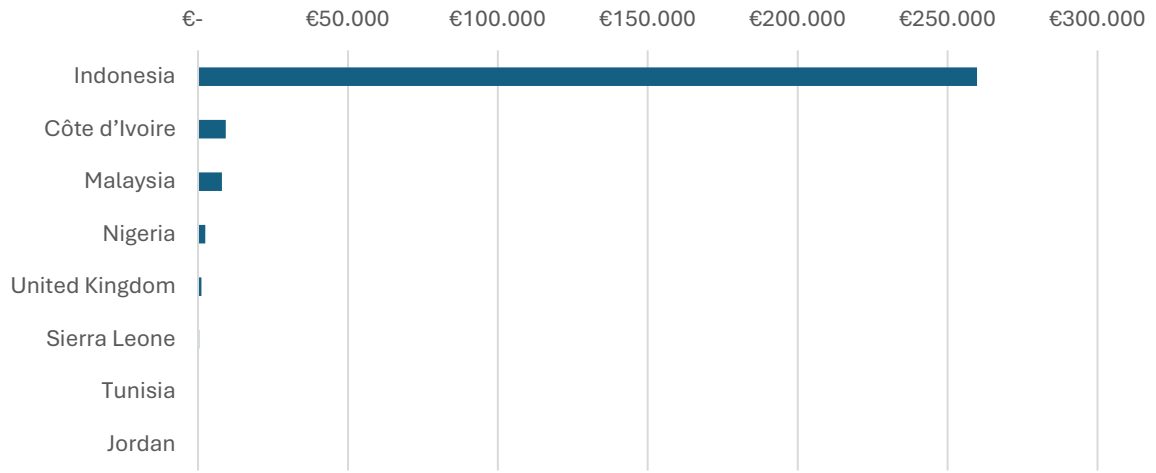 €- €50.000 €100.000 €150.000 €200.000 €250.000 €300.000
Indonesia
Côte d’Ivoire
Malaysia
Nigeria
United Kingdom
Sierra Leone
Tunisia
Jordan